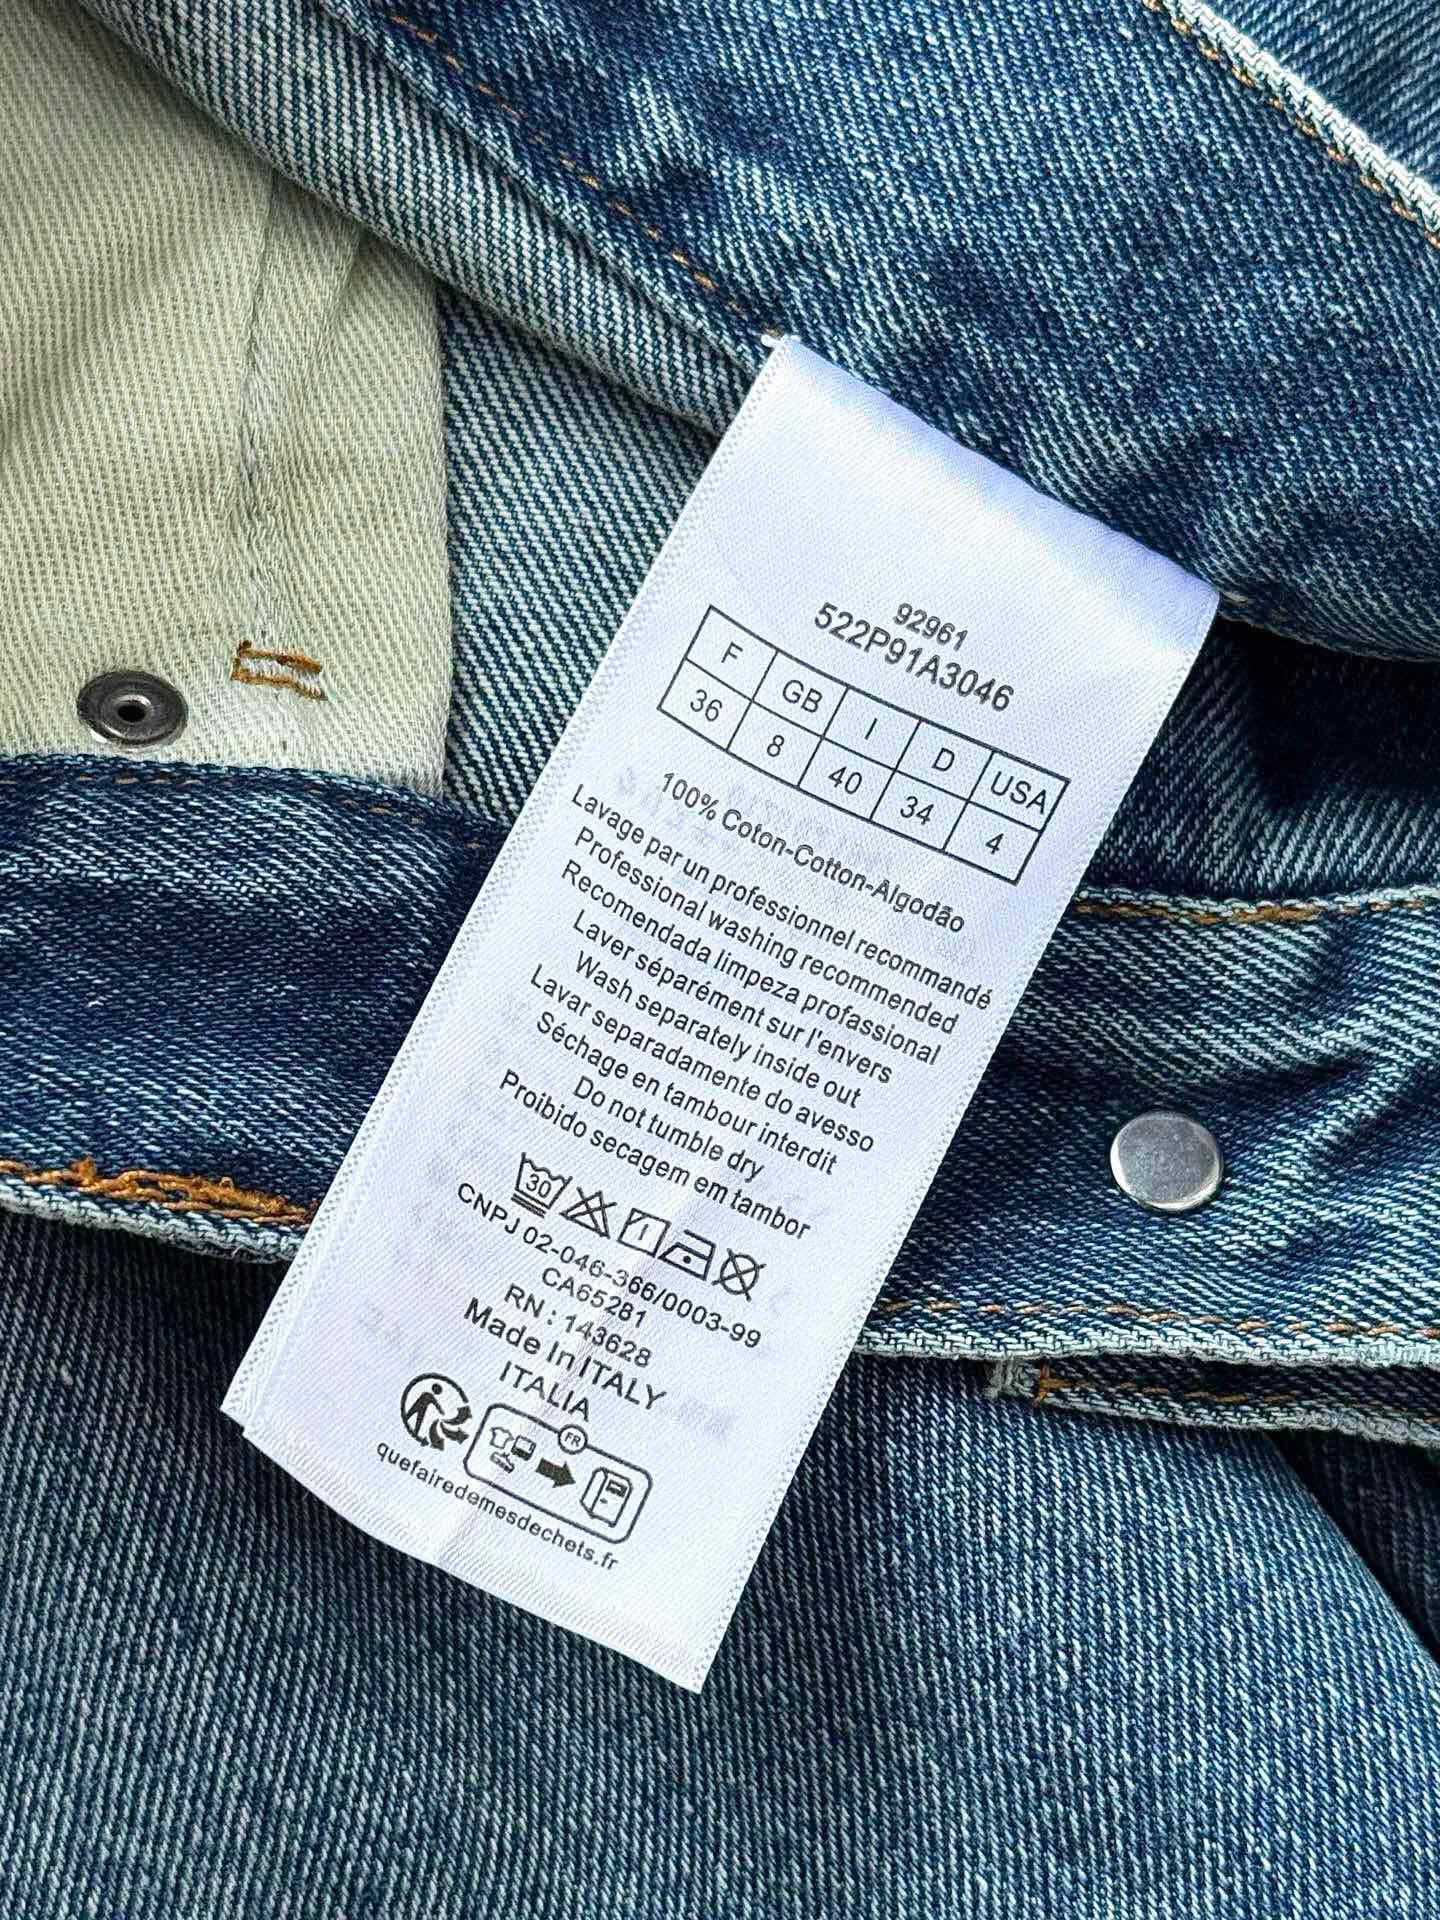 92961
522P91A3046
F GB I D USA
36 8 40 34 4
100% Coton-Cotton-Algodão
Lavage par un professionnel recommandé
Professional washing recommended
Recomendada limpeza profassional
Laver séparément sur l'envers
Wash separately inside out
Lavar separadamente do avesso
Séchage en tambour interdit
Do not tumble dry
Proibido secagem em tambor
30
CNPJ 02-046-366/0003-99
CA65281
RN : 143628
Made In ITALY
ITALIA
FR
quefairedemesdechets.fr